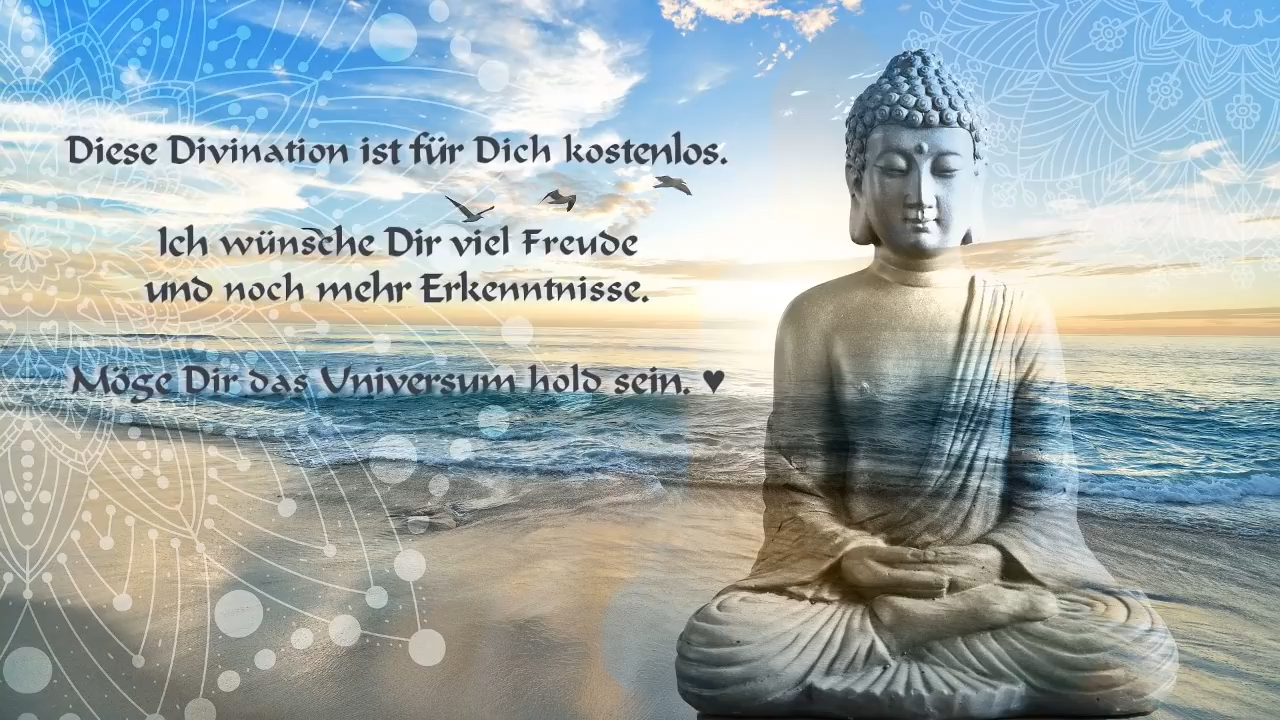 Diese Divination ist für Dich kostenlos.
Ich wünsche Dir viel Freude
und noch mehr Erkenntnisse.
Möge Dir das Universum hold sein. ♥